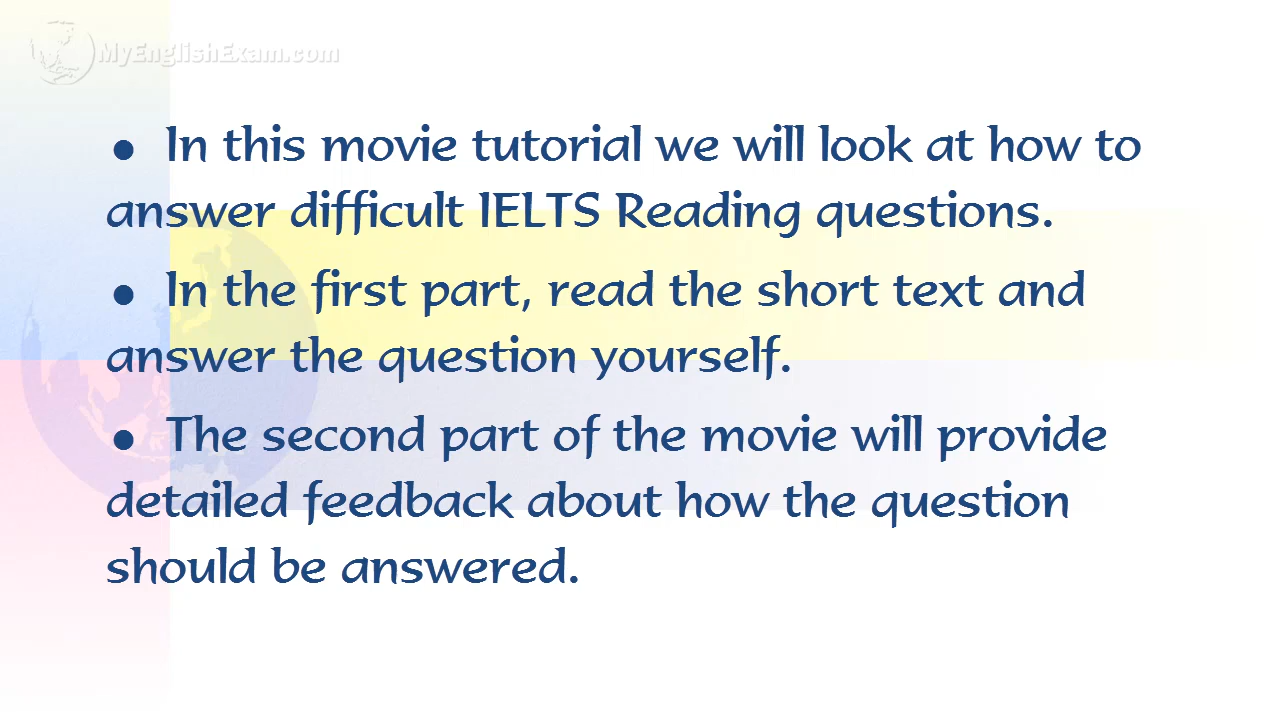 MyEnglishExam.com
• In this movie tutorial we will look at how to
answer difficult IELTS Reading questions.
• In the first part, read the short text and
answer the question yourself.
• The second part of the movie will provide
detailed feedback about how the question
should be answered.